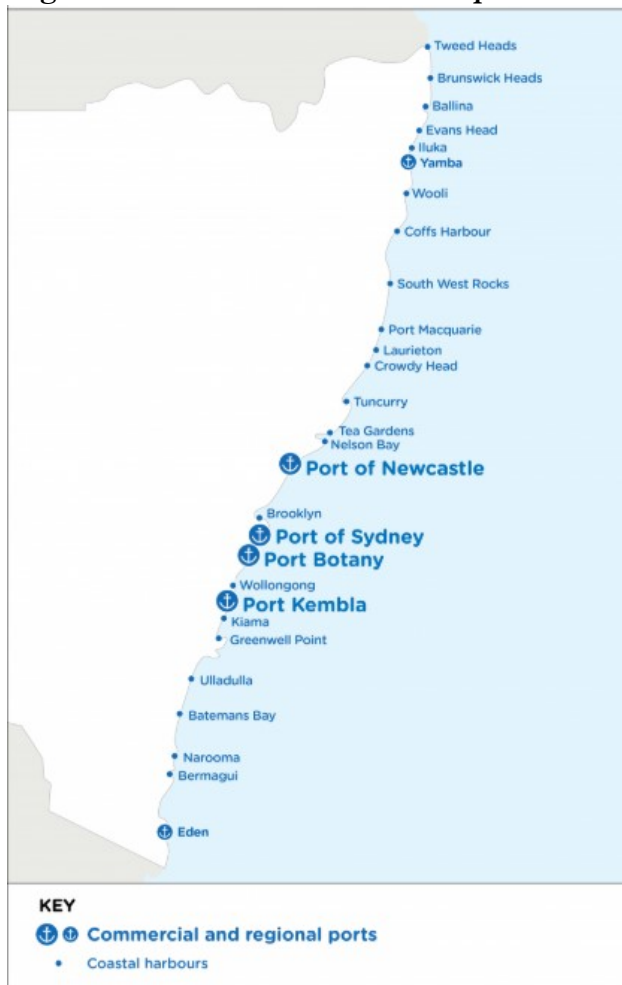 Tweed Heads
Brunswick Heads
Ballina
Evans Head
Iluka
Yamba
Wooli
Coffs Harbour
South West Rocks
Port Macquarie
Laurieton
Crowdy Head
Tuncurry
Tea Gardens
Nelson Bay
Port of Newcastle
Brooklyn
Port of Sydney
Port Botany
Wollongong
Port Kembla
Kiama
Greenwell Point
Ulladulla
Batemans Bay
Narooma
Bermagui
Eden
KEY
Commercial and regional ports
Coastal harbours